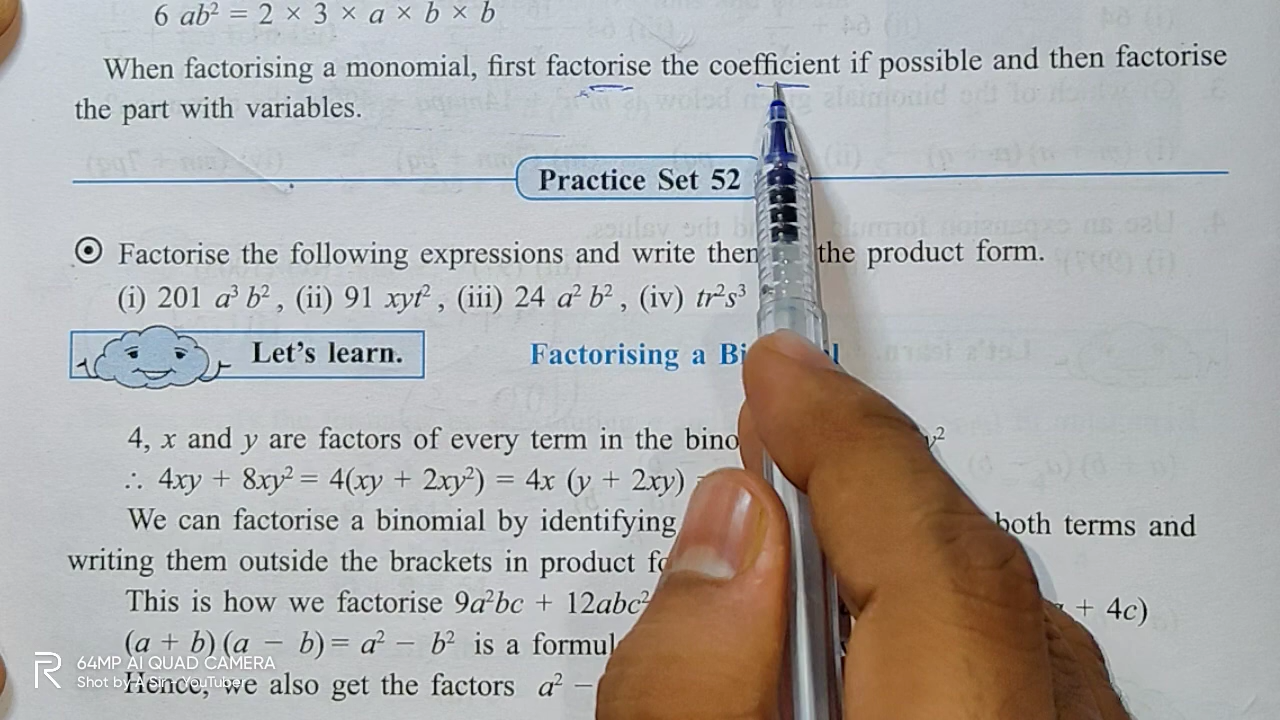 6 ab² = 2 × 3 × a × b × b
When factorising a monomial, first factorise the coefficient if possible and then factorise
the part with variables.
Practice Set 52
Factorise the following expressions and write the product form.
(i) 201 a³ b² , (ii) 91 xyt² , (iii) 24 a² b² , (iv) tr²s³
Let's learn.
Factorising a
4, x and y are factors of every term in the
∴ 4xy + 8xy² = 4(xy + 2xy²) = 4x (y + 2xy)
We can factorise a binomial by identifying both terms and
writing them outside the brackets in product
This is how we factorise 9a²bc + 12abc² + 4c)
(a + b) (a − b) = a² − b² is a
Hence, we also get the factors a² −
64MP AI QUAD CAMERA
Shot by A Sir - YouTuber